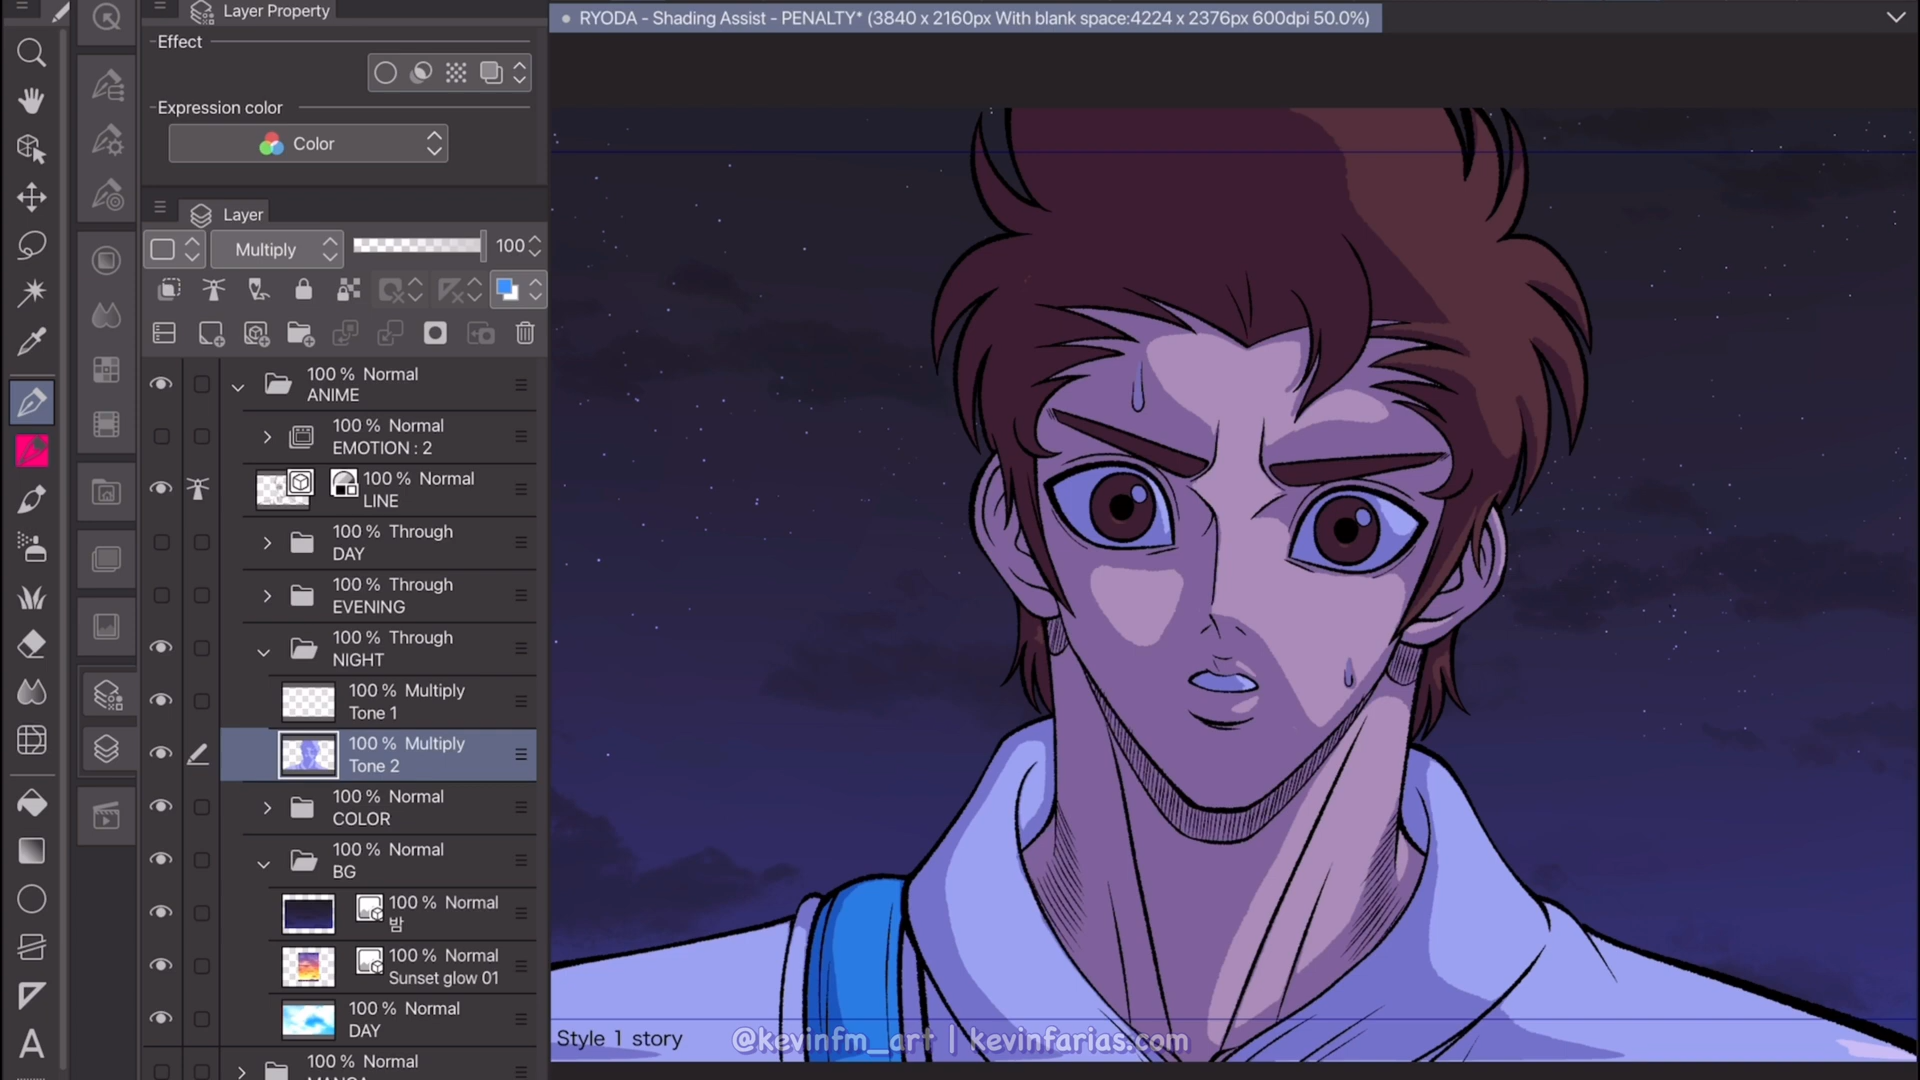 Layer Property
RYODA - Shading Assist - PENALTY* (3840 x 2160px With blank space:4224 x 2376px 600dpi 50.0%)
Effect
Expression color
Color
Layer
Multiply
100
100 % Normal
ANIME
100 % Normal
EMOTION : 2
100 % Normal
LINE
100 % Through
DAY
100 % Through
EVENING
100 % Through
NIGHT
100 % Multiply
Tone 1
100 % Multiply
Tone 2
100 % Normal
COLOR
100 % Normal
BG
100 % Normal
밤
100 % Normal
Sunset glow 01
100 % Normal
DAY
100 % Normal
MANGA
A
Style 1 story
@kevinfm_art | kevinfarias.com